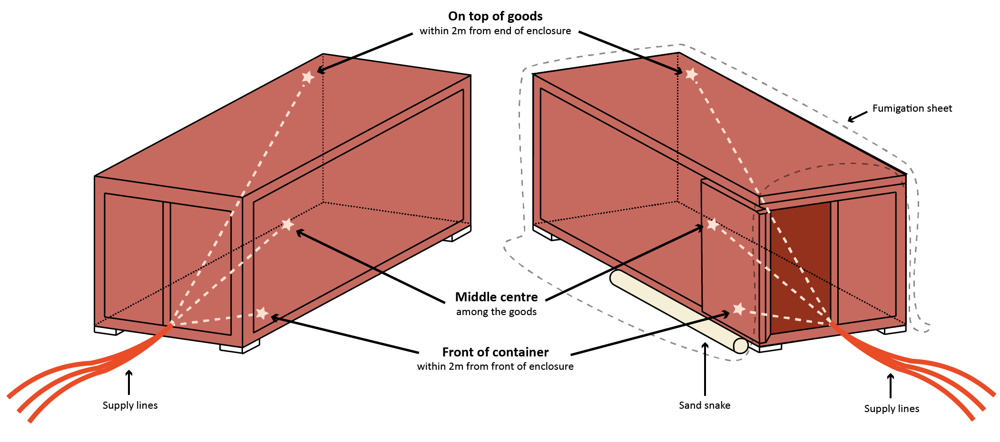 On top of goods
within 2m from end of enclosure
Fumigation sheet
Middle centre
among the goods
Front of container
within 2m from front of enclosure
Supply lines
Sand snake
Supply lines